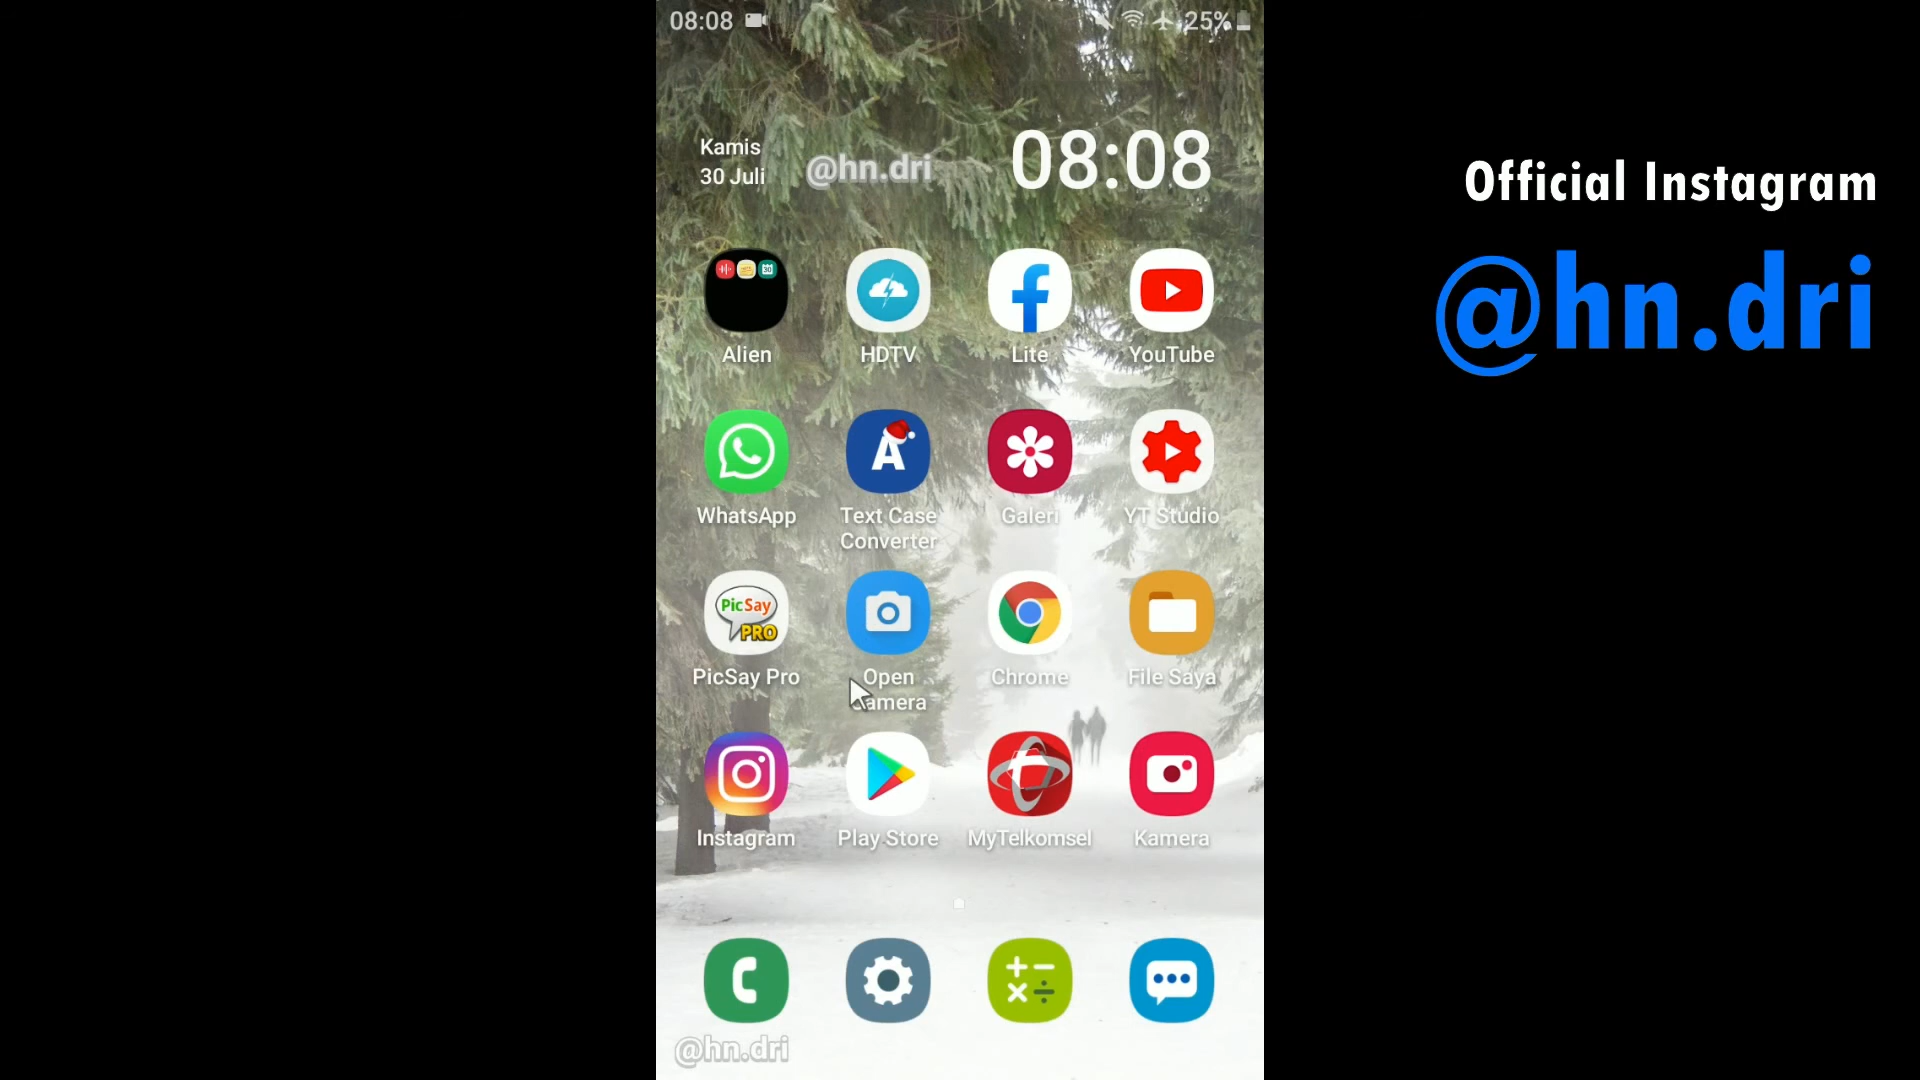 08:08
25%
Kamis
30 Juli
@hn.dri
08:08
30
Alien
HDTV
Lite
YouTube
A
WhatsApp
Text Case
Converter
Galeri
YT Studio
PicSay
PRO
PicSay Pro
Open
Camera
Chrome
File Saya
Instagram
Play Store
MyTelkomsel
Kamera
@hn.dri
Official Instagram
@hn.dri